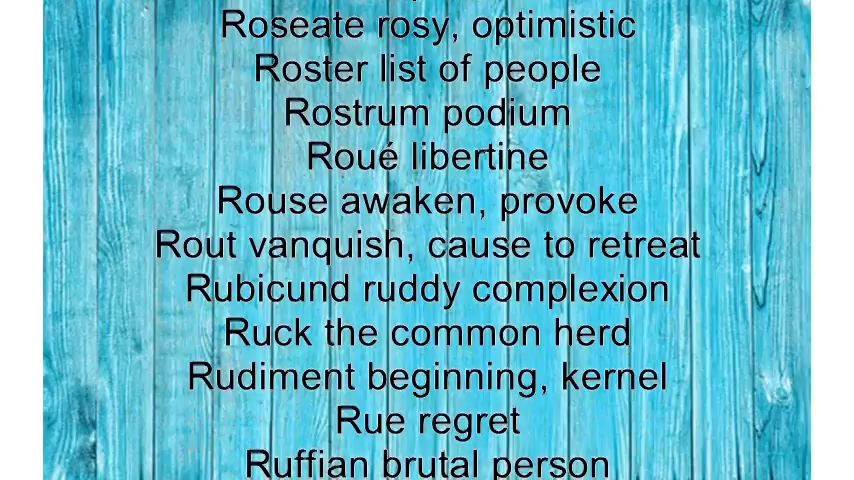 Roseate rosy, optimistic
Roster list of people
Rostrum podium
Roué libertine
Rouse awaken, provoke
Rout vanquish, cause to retreat
Rubicund ruddy complexion
Ruck the common herd
Rudiment beginning, kernel
Rue regret
Ruffian brutal person